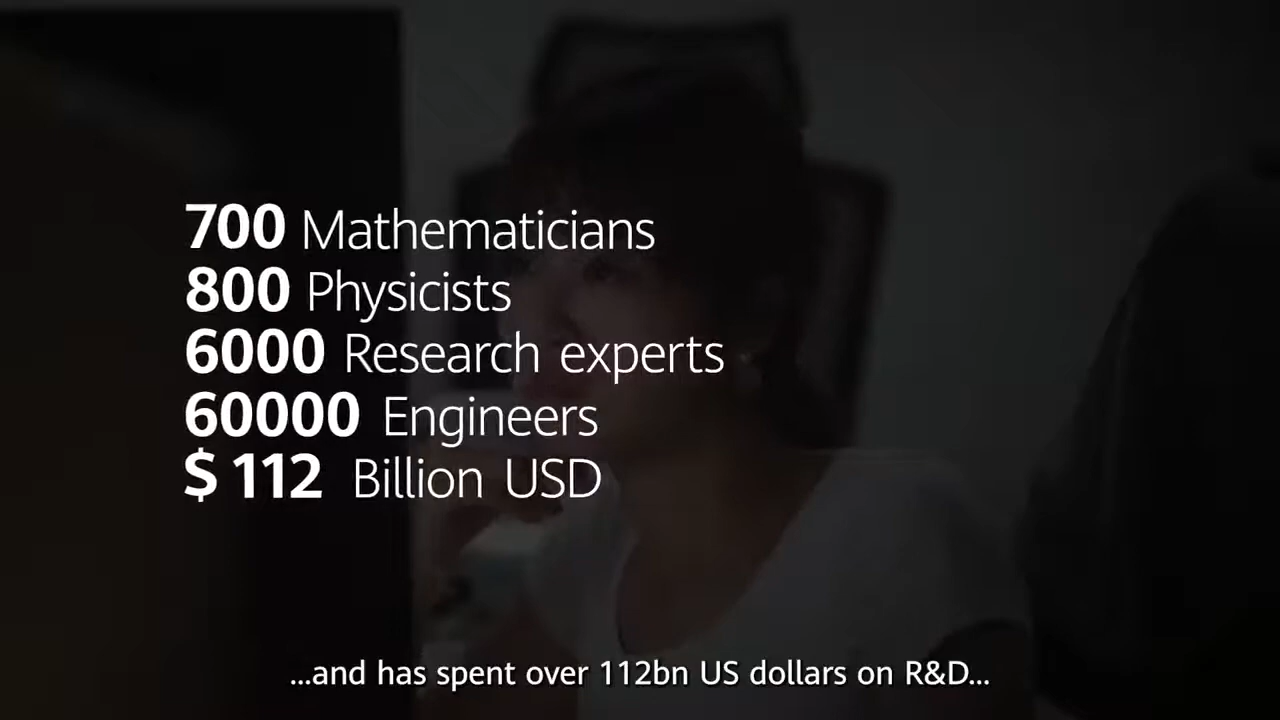 700 Mathematicians
800 Physicists
6000 Research experts
60000 Engineers
$ 112 Billion USD
...and has spent over 112bn US dollars on R&D...